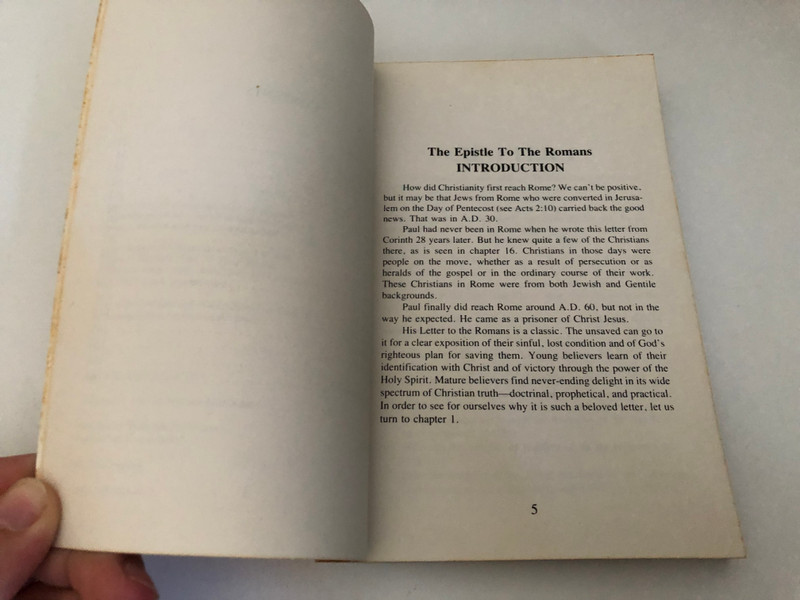 The Epistle To The Romans
INTRODUCTION
How did Christianity first reach Rome? We can't be positive,
but it may be that Jews from Rome who were converted in Jerusa-
lem on the Day of Pentecost (see Acts 2:10) carried back the good
news. That was in A.D. 30.
Paul had never been in Rome when he wrote this letter from
Corinth 28 years later. But he knew quite a few of the Christians
there, as is seen in chapter 16. Christians in those days were
people on the move, whether as a result of persecution or as
heralds of the gospel or in the ordinary course of their work.
These Christians in Rome were from both Jewish and Gentile
backgrounds.
Paul finally did reach Rome around A.D. 60, but not in the
way he expected. He came as a prisoner of Christ Jesus.
His Letter to the Romans is a classic. The unsaved can go to
it for a clear exposition of their sinful, lost condition and of God's
righteous plan for saving them. Young believers learn of their
identification with Christ and of victory through the power of the
Holy Spirit. Mature believers find never-ending delight in its wide
spectrum of Christian truth—doctrinal, prophetical, and practical.
In order to see for ourselves why it is such a beloved letter, let us
turn to chapter 1.
5